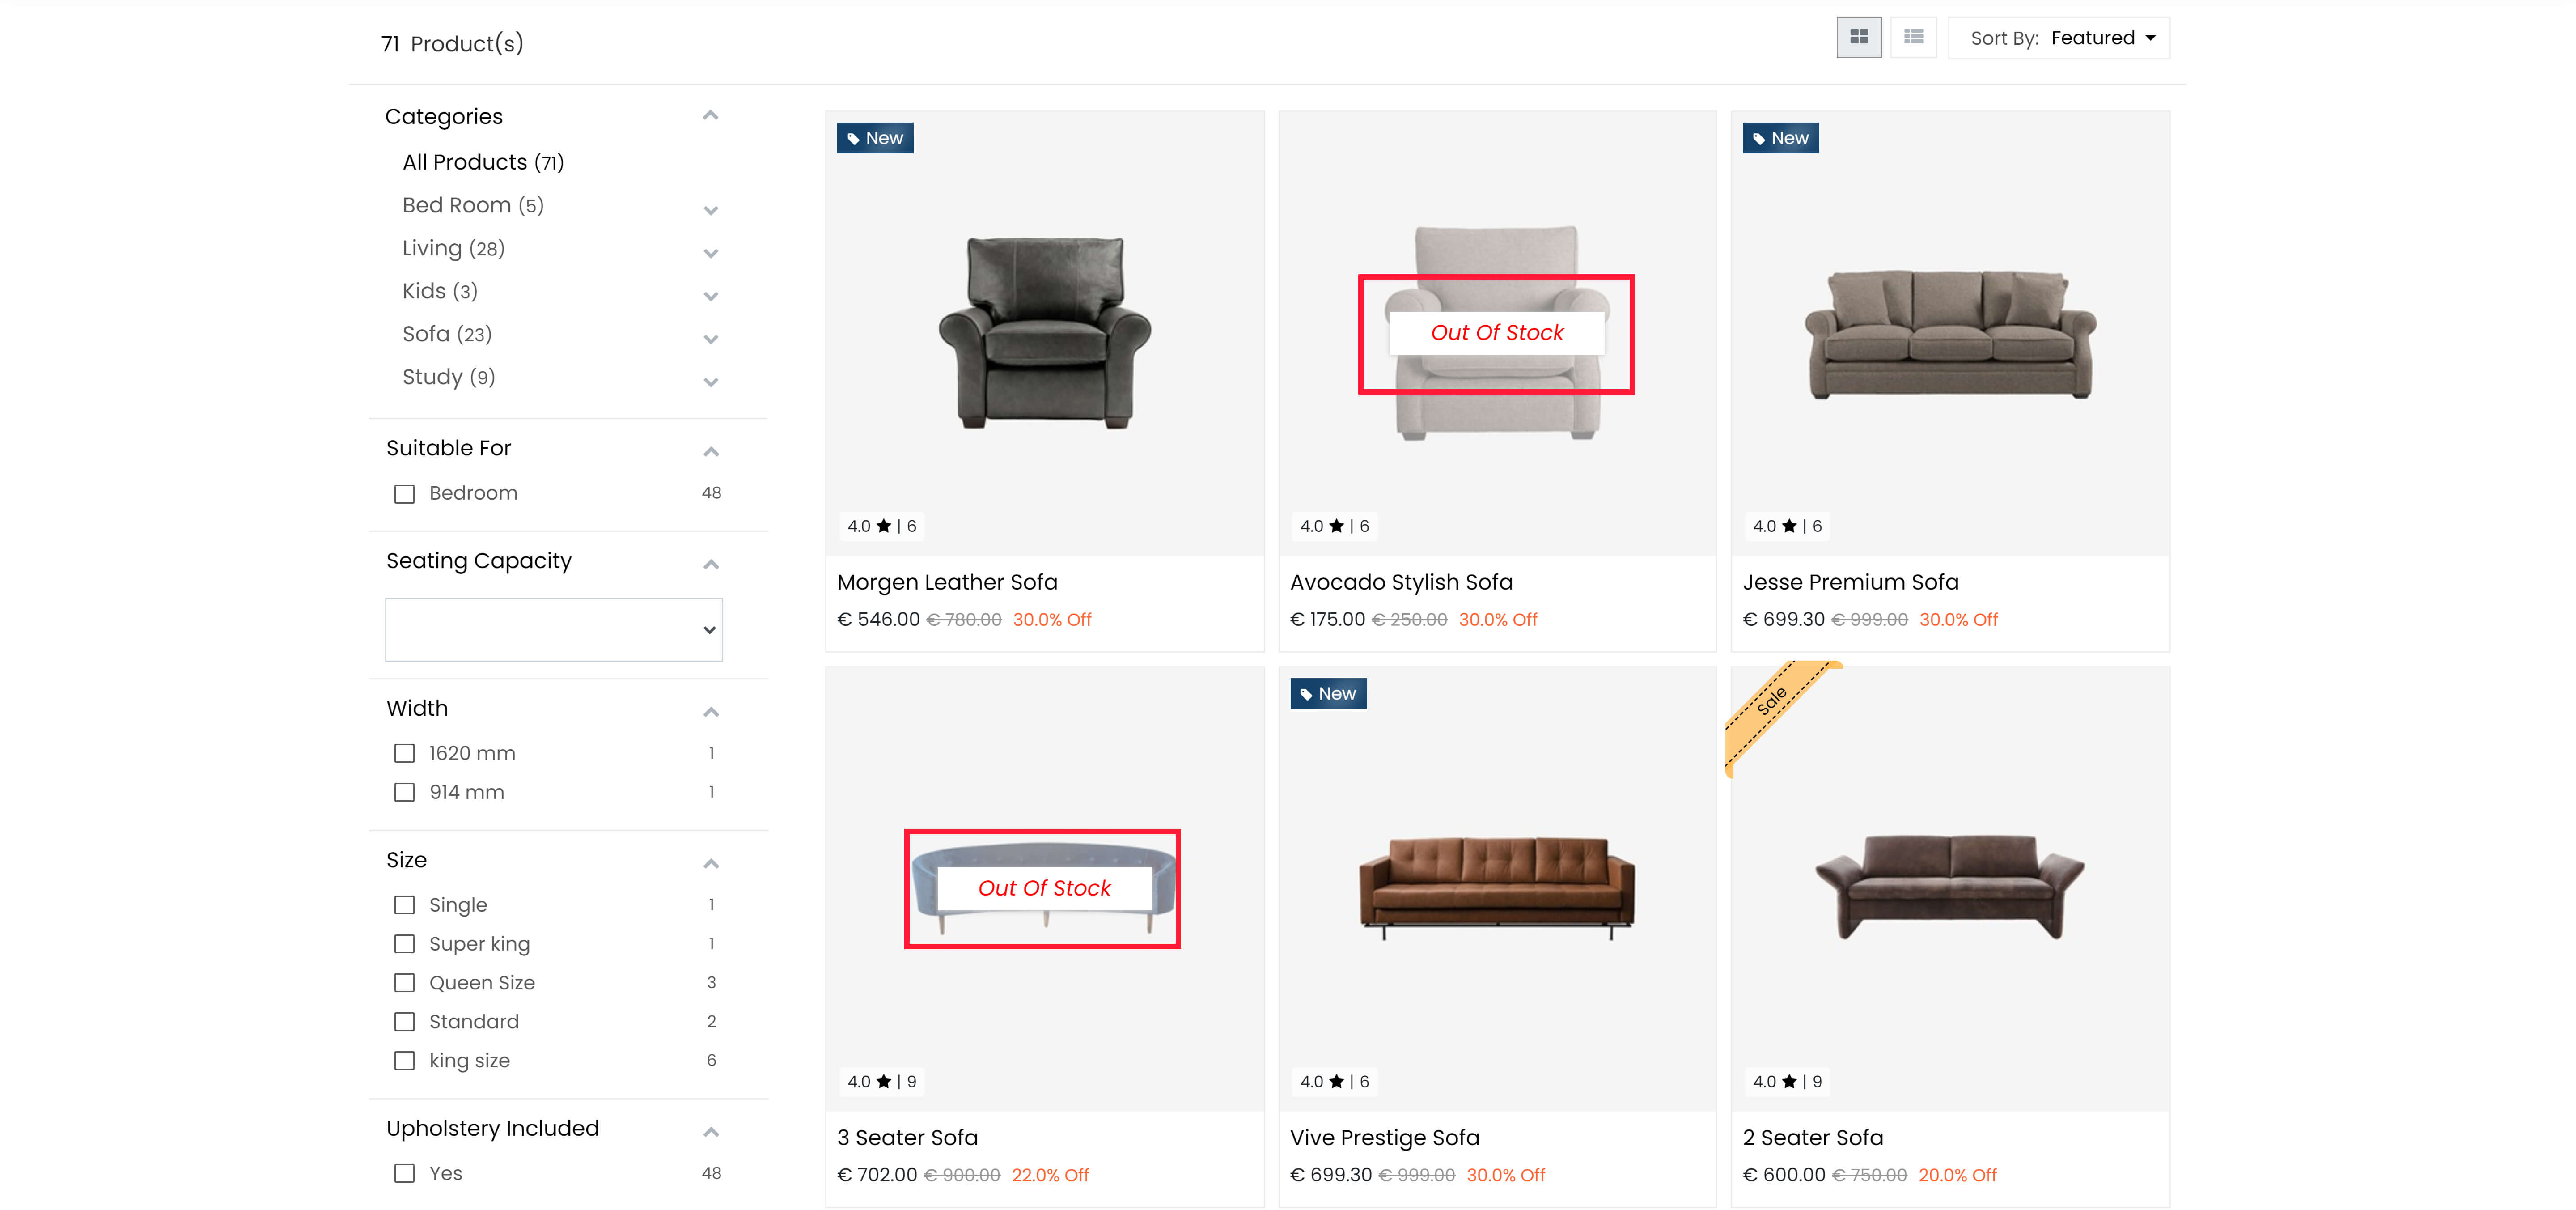 71 Product(s)
Sort By: Featured
Categories
All Products (71)
Bed Room (5)
Living (28)
Kids (3)
Sofa (23)
Study (9)
Suitable For
Bedroom 48
Seating Capacity
Width
1620 mm 1
914 mm 1
Size
Single 1
Super king 1
Queen Size 3
Standard 2
king size 6
Upholstery Included
Yes 48
New
4.0 ★ | 6
Morgen Leather Sofa
€ 546.00 € 780.00 30.0% Off
Out Of Stock
4.0 ★ | 6
Avocado Stylish Sofa
€ 175.00 € 250.00 30.0% Off
New
4.0 ★ | 6
Jesse Premium Sofa
€ 699.30 € 999.00 30.0% Off
Out Of Stock
4.0 ★ | 9
3 Seater Sofa
€ 702.00 € 900.00 22.0% Off
New
4.0 ★ | 6
Vive Prestige Sofa
€ 699.30 € 999.00 30.0% Off
Sale
4.0 ★ | 9
2 Seater Sofa
€ 600.00 € 750.00 20.0% Off